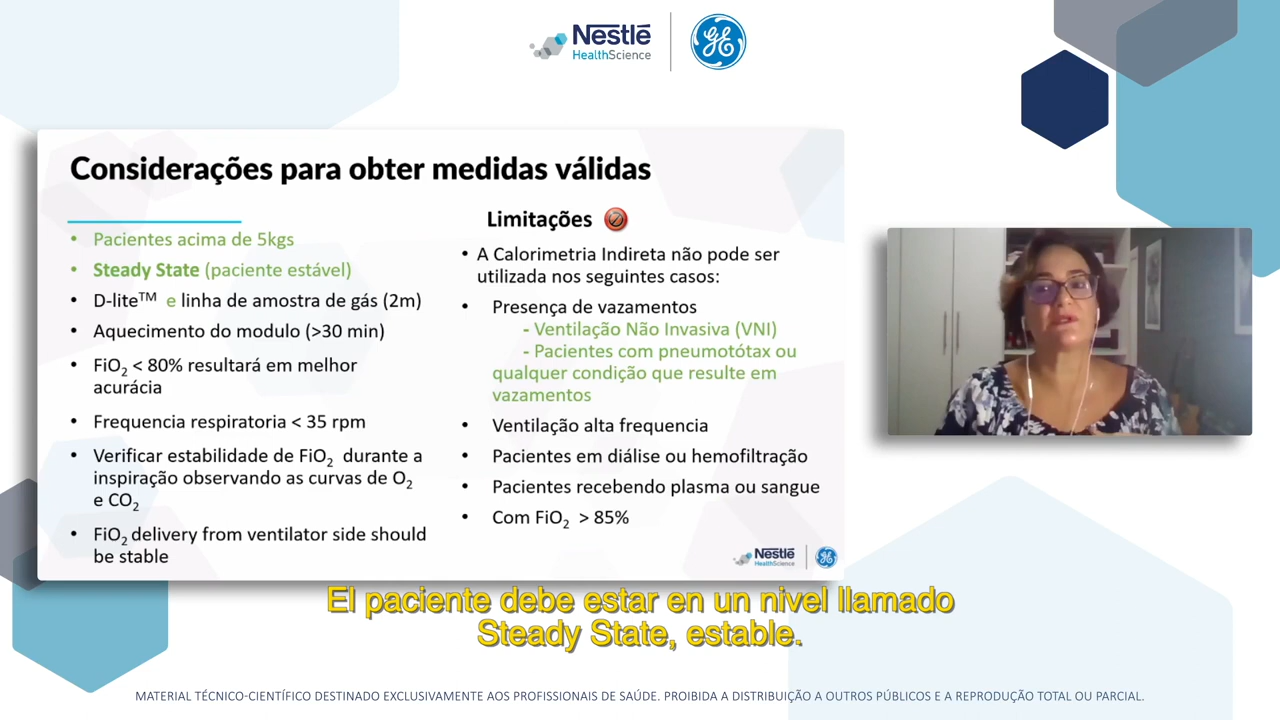 Nestlé
HealthScience
GE
Considerações para obter medidas válidas
• Pacientes acima de 5kgs
• Steady State (paciente estável)
• D-lite™ e linha de amostra de gás (2m)
• Aquecimento do modulo (>30 min)
• FiO₂ < 80% resultará em melhor
acurácia
• Frequencia respiratoria < 35 rpm
• Verificar estabilidade de FiO₂ durante a
inspiração observando as curvas de O₂
e CO₂
• FiO₂ delivery from ventilator side should
be stable
Limitações
• A Calorimetria Indireta não pode ser
utilizada nos seguintes casos:
• Presença de vazamentos
- Ventilação Não Invasiva (VNI)
- Pacientes com pneumotótax ou
qualquer condição que resulte em
vazamentos
• Ventilação alta frequencia
• Pacientes em diálise ou hemofiltração
• Pacientes recebendo plasma ou sangue
• Com FiO₂ > 85%
Nestlé
HealthScience
GE
El paciente debe estar en un nivel llamado
Steady State, estable.
MATERIAL TÉCNICO-CIENTÍFICO DESTINADO EXCLUSIVAMENTE AOS PROFISSIONAIS DE SAÚDE. PROIBIDA A DISTRIBUIÇÃO A OUTROS PÚBLICOS E A REPRODUÇÃO TOTAL OU PARCIAL.